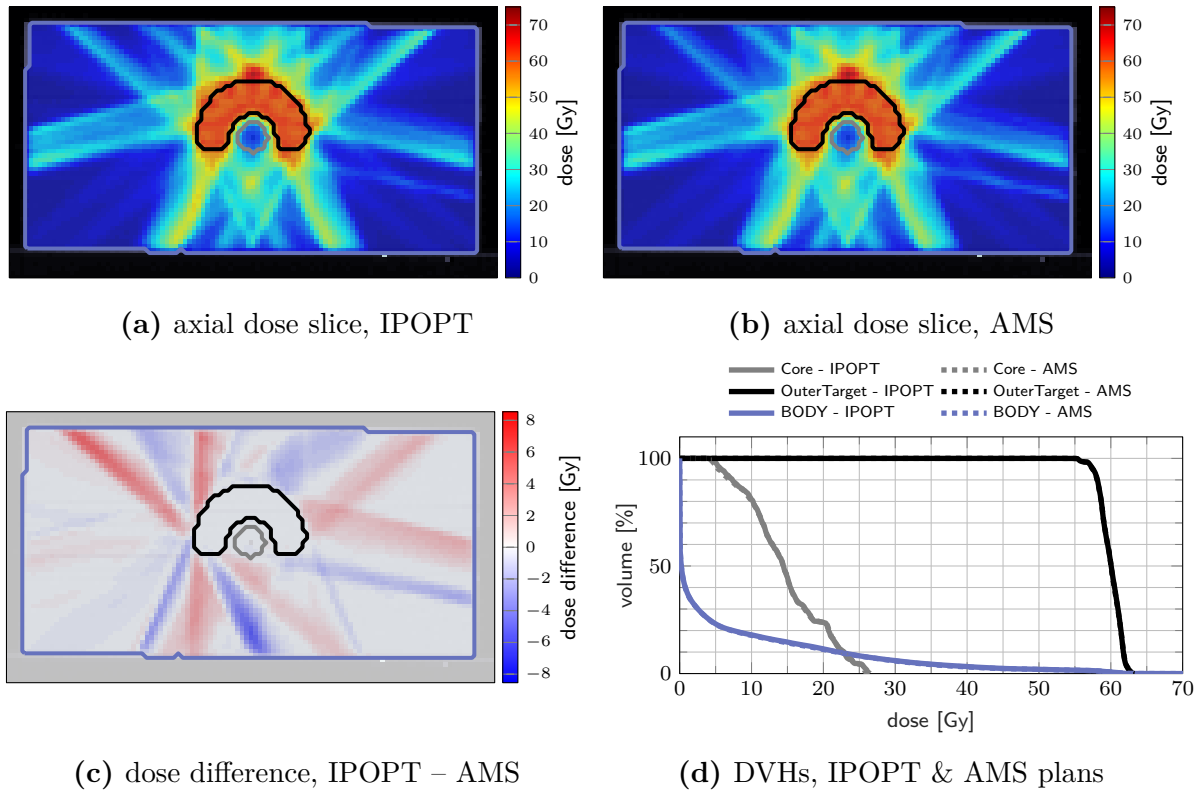 70
60
50
40
30
20
10
0
dose [Gy]
70
60
50
40
30
20
10
0
dose [Gy]
(a) axial dose slice, IPOPT
(b) axial dose slice, AMS
8
6
4
2
0
−2
−4
−6
−8
dose difference [Gy]
Core - IPOPT
Core - AMS
OuterTarget - IPOPT
OuterTarget - AMS
BODY - IPOPT
BODY - AMS
100
50
0
volume [%]
0 10 20 30 40 50 60 70
dose [Gy]
(c) dose difference, IPOPT – AMS
(d) DVHs, IPOPT & AMS plans